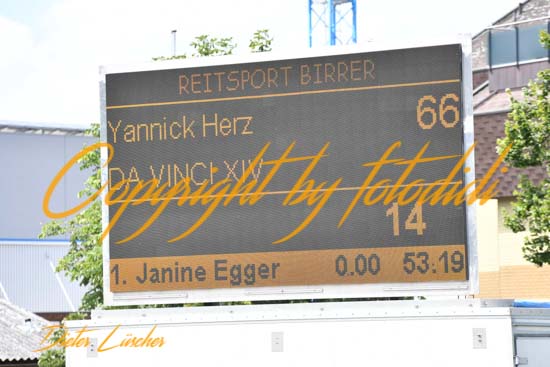 REITSPORT BIRRER
Yannick Herz 66
DA VINCI XIV
Copyright by fotodidi
14
1. Janine Egger 0.00 53:19
Dieter Lüscher